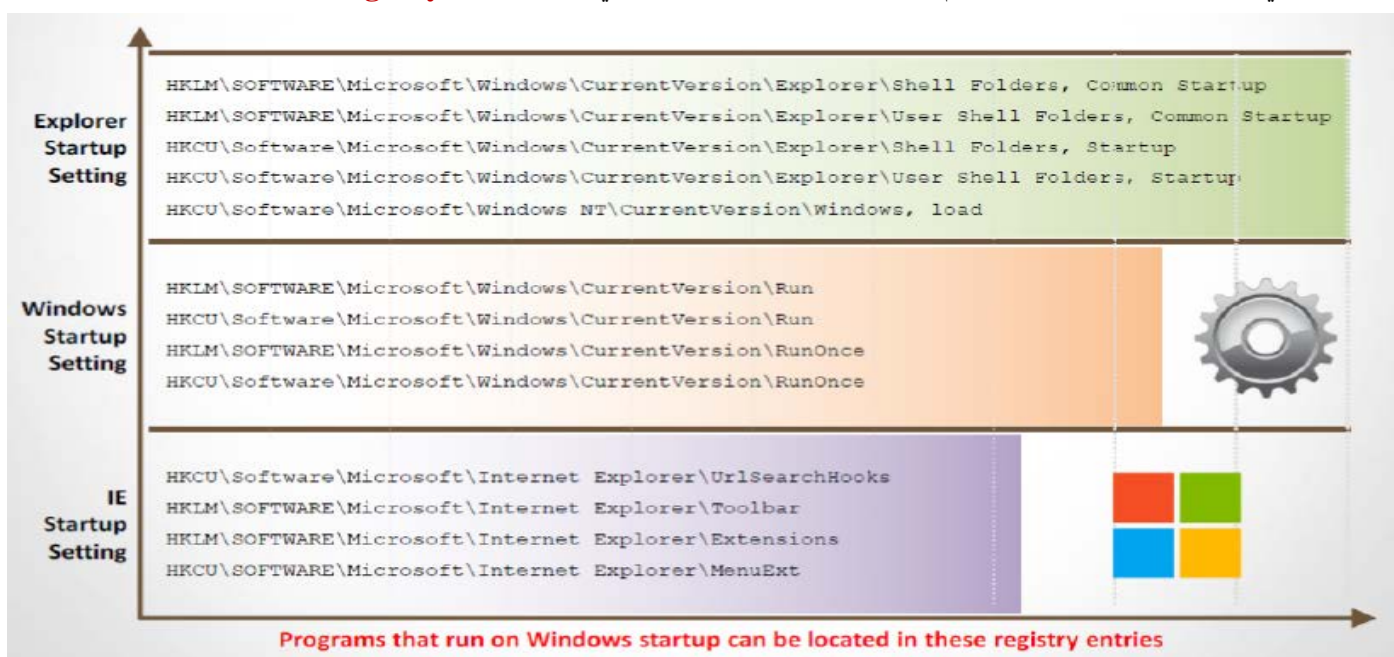 Explorer
Startup
Setting
HKLM\SOFTWARE\Microsoft\Windows\CurrentVersion\Explorer\Shell Folders, Common Startup
HKLM\SOFTWARE\Microsoft\Windows\CurrentVersion\Explorer\User Shell Folders, Common Startup
HKCU\Software\Microsoft\Windows\CurrentVersion\Explorer\Shell Folders, Startup
HKCU\Software\Microsoft\Windows\CurrentVersion\Explorer\User Shell Folders, Startup
HKCU\Software\Microsoft\Windows NT\CurrentVersion\Windows, load
Windows
Startup
Setting
HKLM\SOFTWARE\Microsoft\Windows\CurrentVersion\Run
HKCU\Software\Microsoft\Windows\CurrentVersion\Run
HKLM\SOFTWARE\Microsoft\Windows\CurrentVersion\RunOnce
HKCU\Software\Microsoft\Windows\CurrentVersion\RunOnce
IE
Startup
Setting
HKCU\Software\Microsoft\Internet Explorer\UrlSearchHooks
HKLM\SOFTWARE\Microsoft\Internet Explorer\Toolbar
HKLM\SOFTWARE\Microsoft\Internet Explorer\Extensions
HKCU\SOFTWARE\Microsoft\Internet Explorer\MenuExt
Programs that run on Windows startup can be located in these registry entries